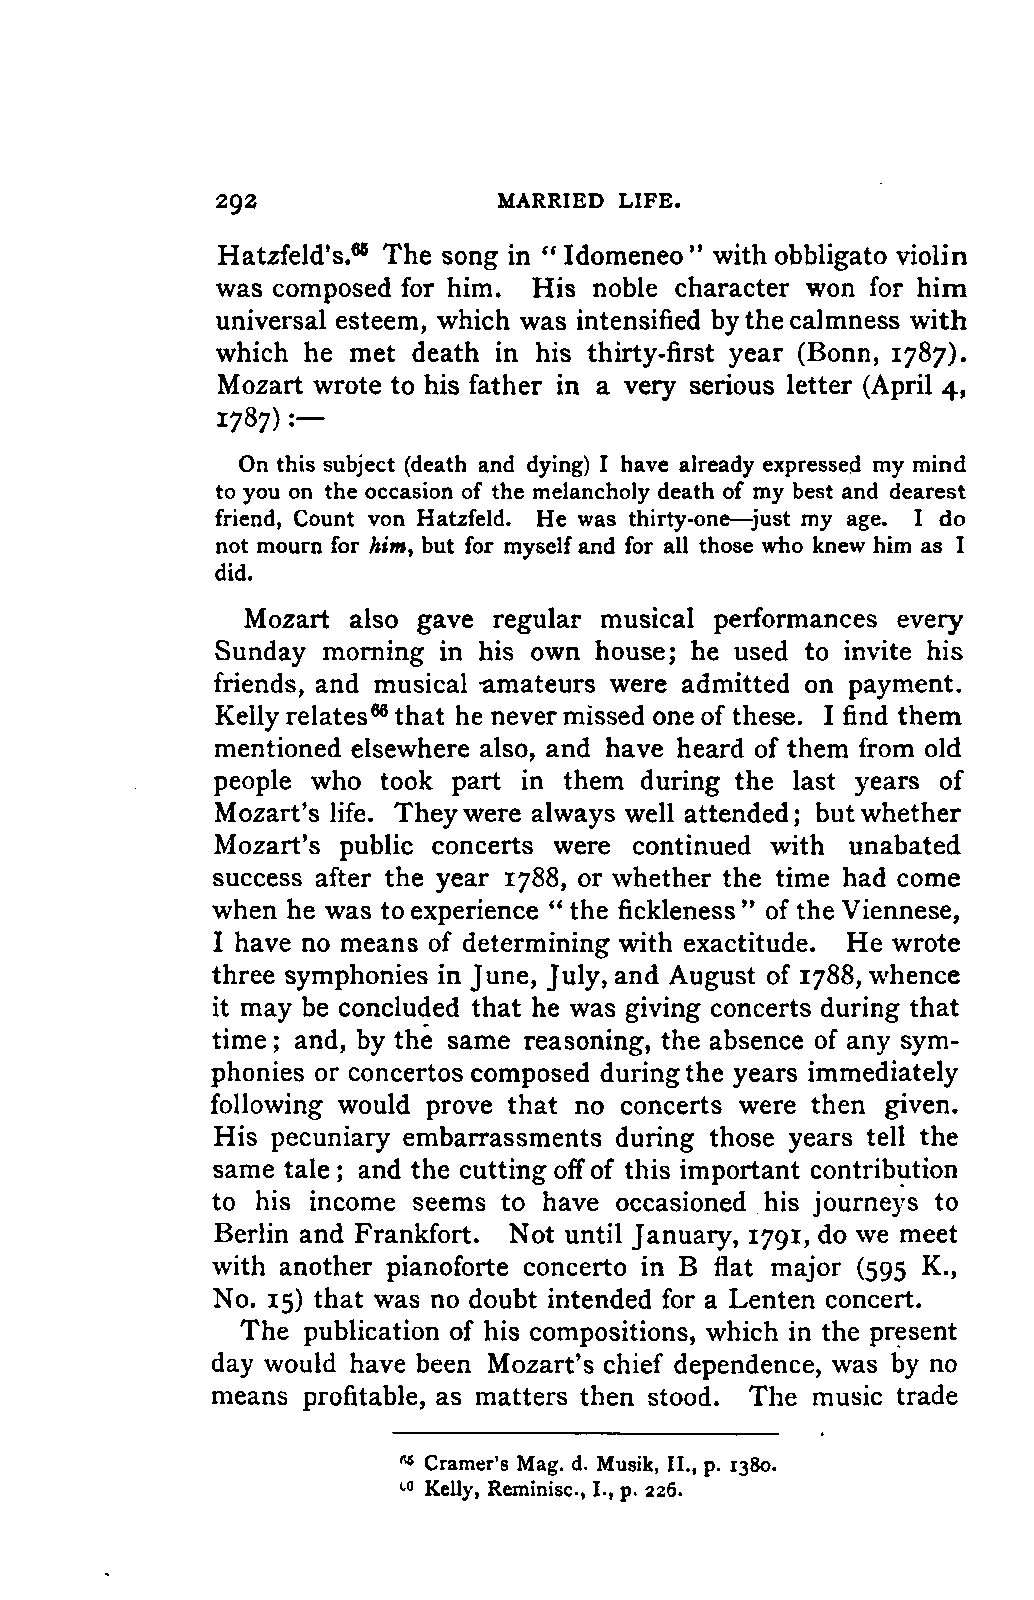 292 MARRIED LIFE.
Hatzfeld's.⁶⁵ The song in “ Idomeneo ” with obbligato violin
was composed for him. His noble character won for him
universal esteem, which was intensified by the calmness with
which he met death in his thirty-first year (Bonn, 1787).
Mozart wrote to his father in a very serious letter (April 4,
1787) :—
On this subject (death and dying) I have already expressed my mind
to you on the occasion of the melancholy death of my best and dearest
friend, Count von Hatzfeld. He was thirty-one—just my age. I do
not mourn for him, but for myself and for all those who knew him as I
did.
Mozart also gave regular musical performances every
Sunday morning in his own house; he used to invite his
friends, and musical amateurs were admitted on payment.
Kelly relates⁶⁶ that he never missed one of these. I find them
mentioned elsewhere also, and have heard of them from old
people who took part in them during the last years of
Mozart's life. They were always well attended; but whether
Mozart's public concerts were continued with unabated
success after the year 1788, or whether the time had come
when he was to experience “ the fickleness ” of the Viennese,
I have no means of determining with exactitude. He wrote
three symphonies in June, July, and August of 1788, whence
it may be concluded that he was giving concerts during that
time ; and, by the same reasoning, the absence of any sym-
phonies or concertos composed during the years immediately
following would prove that no concerts were then given.
His pecuniary embarrassments during those years tell the
same tale ; and the cutting off of this important contribution
to his income seems to have occasioned his journeys to
Berlin and Frankfort. Not until January, 1791, do we meet
with another pianoforte concerto in B flat major (595 K.,
No. 15) that was no doubt intended for a Lenten concert.
The publication of his compositions, which in the present
day would have been Mozart's chief dependence, was by no
means profitable, as matters then stood. The music trade
⁶⁵ Cramer's Mag. d. Musik, II., p. 1380.
⁶⁶ Kelly, Reminisc., I., p. 226.